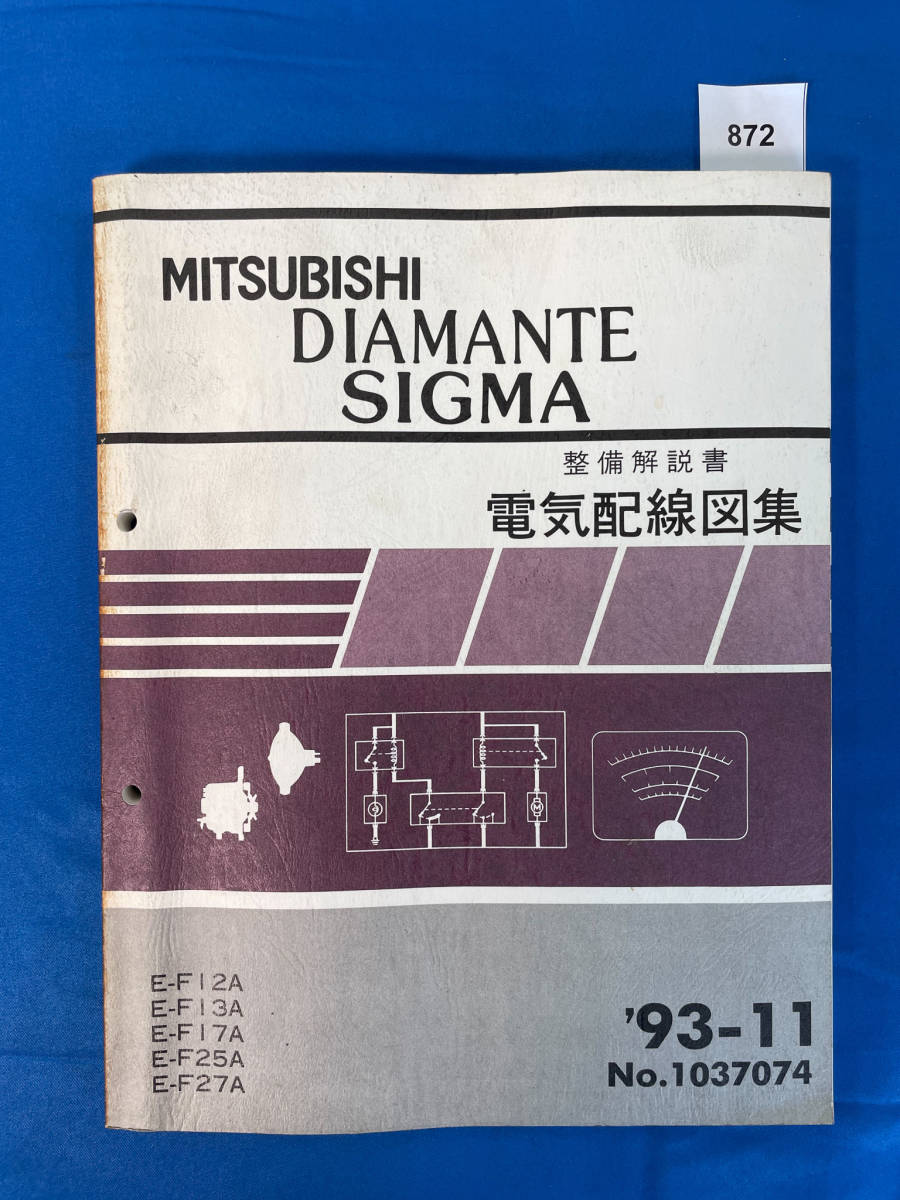 872
MITSUBISHI
DIAMANTE
SIGMA
整備解説書
電気配線図集
M
E-F12A
E-F13A
E-F17A
E-F25A
E-F27A
'93-11
No.1037074